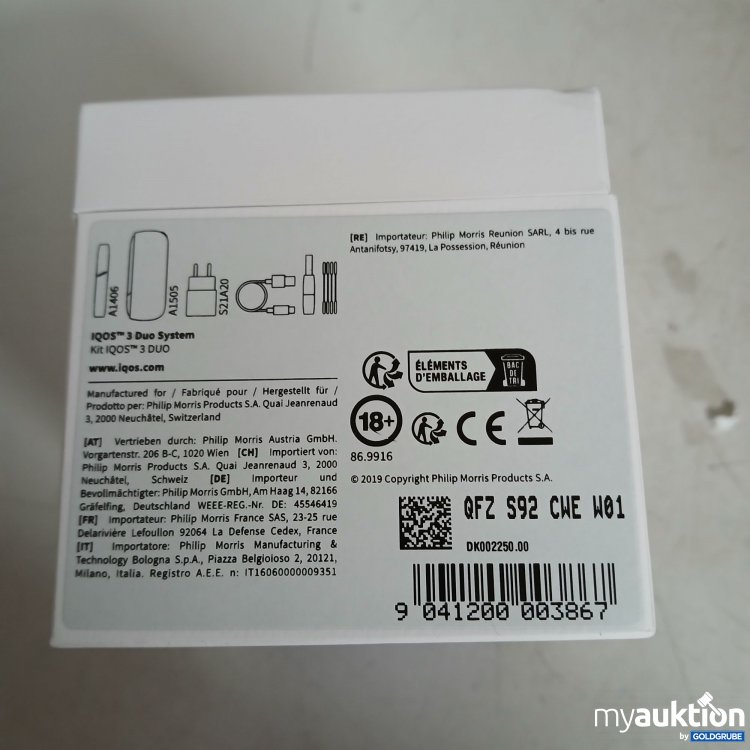 A1406
A1505
S21A20
IQOS™ 3 Duo System
Kit IQOS™ 3 DUO
www.iqos.com
Manufactured for / Fabriqué pour / Hergestellt für /
Prodotto per: Philip Morris Products S.A. Quai Jeanrenaud
3, 2000 Neuchâtel, Switzerland
[AT] Vertrieben durch: Philip Morris Austria GmbH.
Vorgartenstr. 206 B-C, 1020 Wien [CH] Importiert von:
Philip Morris Products S.A. Quai Jeanrenaud 3, 2000
Neuchâtel, Schweiz [DE] Importeur und
Bevollmächtigter: Philip Morris GmbH, Am Haag 14, 82166
Gräfelfing, Deutschland WEEE-REG.-Nr. DE: 45546419
[FR] Importateur: Philip Morris France SAS, 23-25 rue
Delarivière Lefoullon 92064 La Defense Cedex, France
[IT] Importatore: Philip Morris Manufacturing &
Technology Bologna S.p.A., Piazza Belgioioso 2, 20121,
Milano, Italia. Registro A.E.E. n: IT16060000009351
[RE] Importateur: Philip Morris Reunion SARL, 4 bis rue
Antanifotsy, 97419, La Possession, Réunion
ÉLÉMENTS
D'EMBALLAGE
BAC
DE
TRI
18+
CE
86.9916
© 2019 Copyright Philip Morris Products S.A.
QFZ S92 CWE W01
DK002250.00
9 041200 003867
myauktion
by GOLDGRUBE